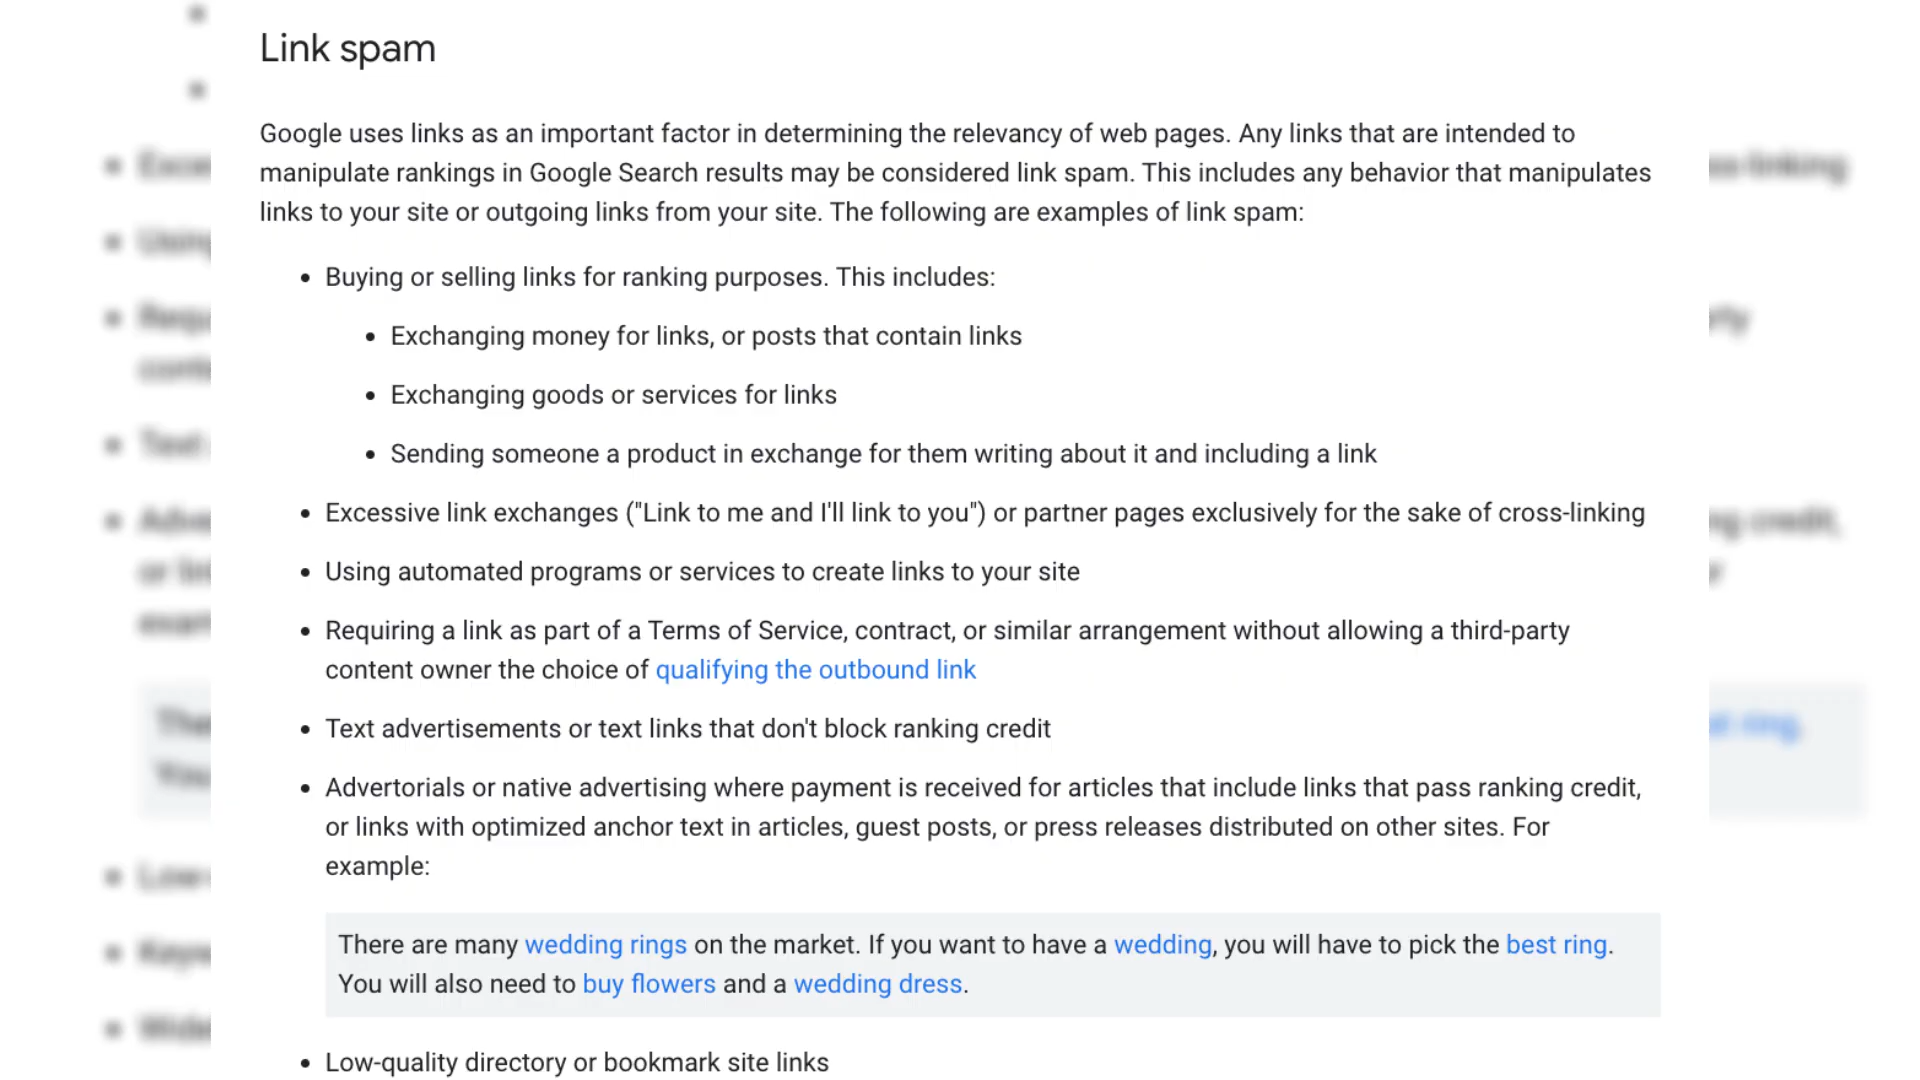 Link spam
Google uses links as an important factor in determining the relevancy of web pages. Any links that are intended to
manipulate rankings in Google Search results may be considered link spam. This includes any behavior that manipulates
links to your site or outgoing links from your site. The following are examples of link spam:
• Buying or selling links for ranking purposes. This includes:
• Exchanging money for links, or posts that contain links
• Exchanging goods or services for links
• Sending someone a product in exchange for them writing about it and including a link
• Excessive link exchanges ("Link to me and I'll link to you") or partner pages exclusively for the sake of cross-linking
• Using automated programs or services to create links to your site
• Requiring a link as part of a Terms of Service, contract, or similar arrangement without allowing a third-party
content owner the choice of qualifying the outbound link
• Text advertisements or text links that don't block ranking credit
• Advertorials or native advertising where payment is received for articles that include links that pass ranking credit,
or links with optimized anchor text in articles, guest posts, or press releases distributed on other sites. For
example:
There are many wedding rings on the market. If you want to have a wedding, you will have to pick the best ring.
You will also need to buy flowers and a wedding dress.
• Low-quality directory or bookmark site links